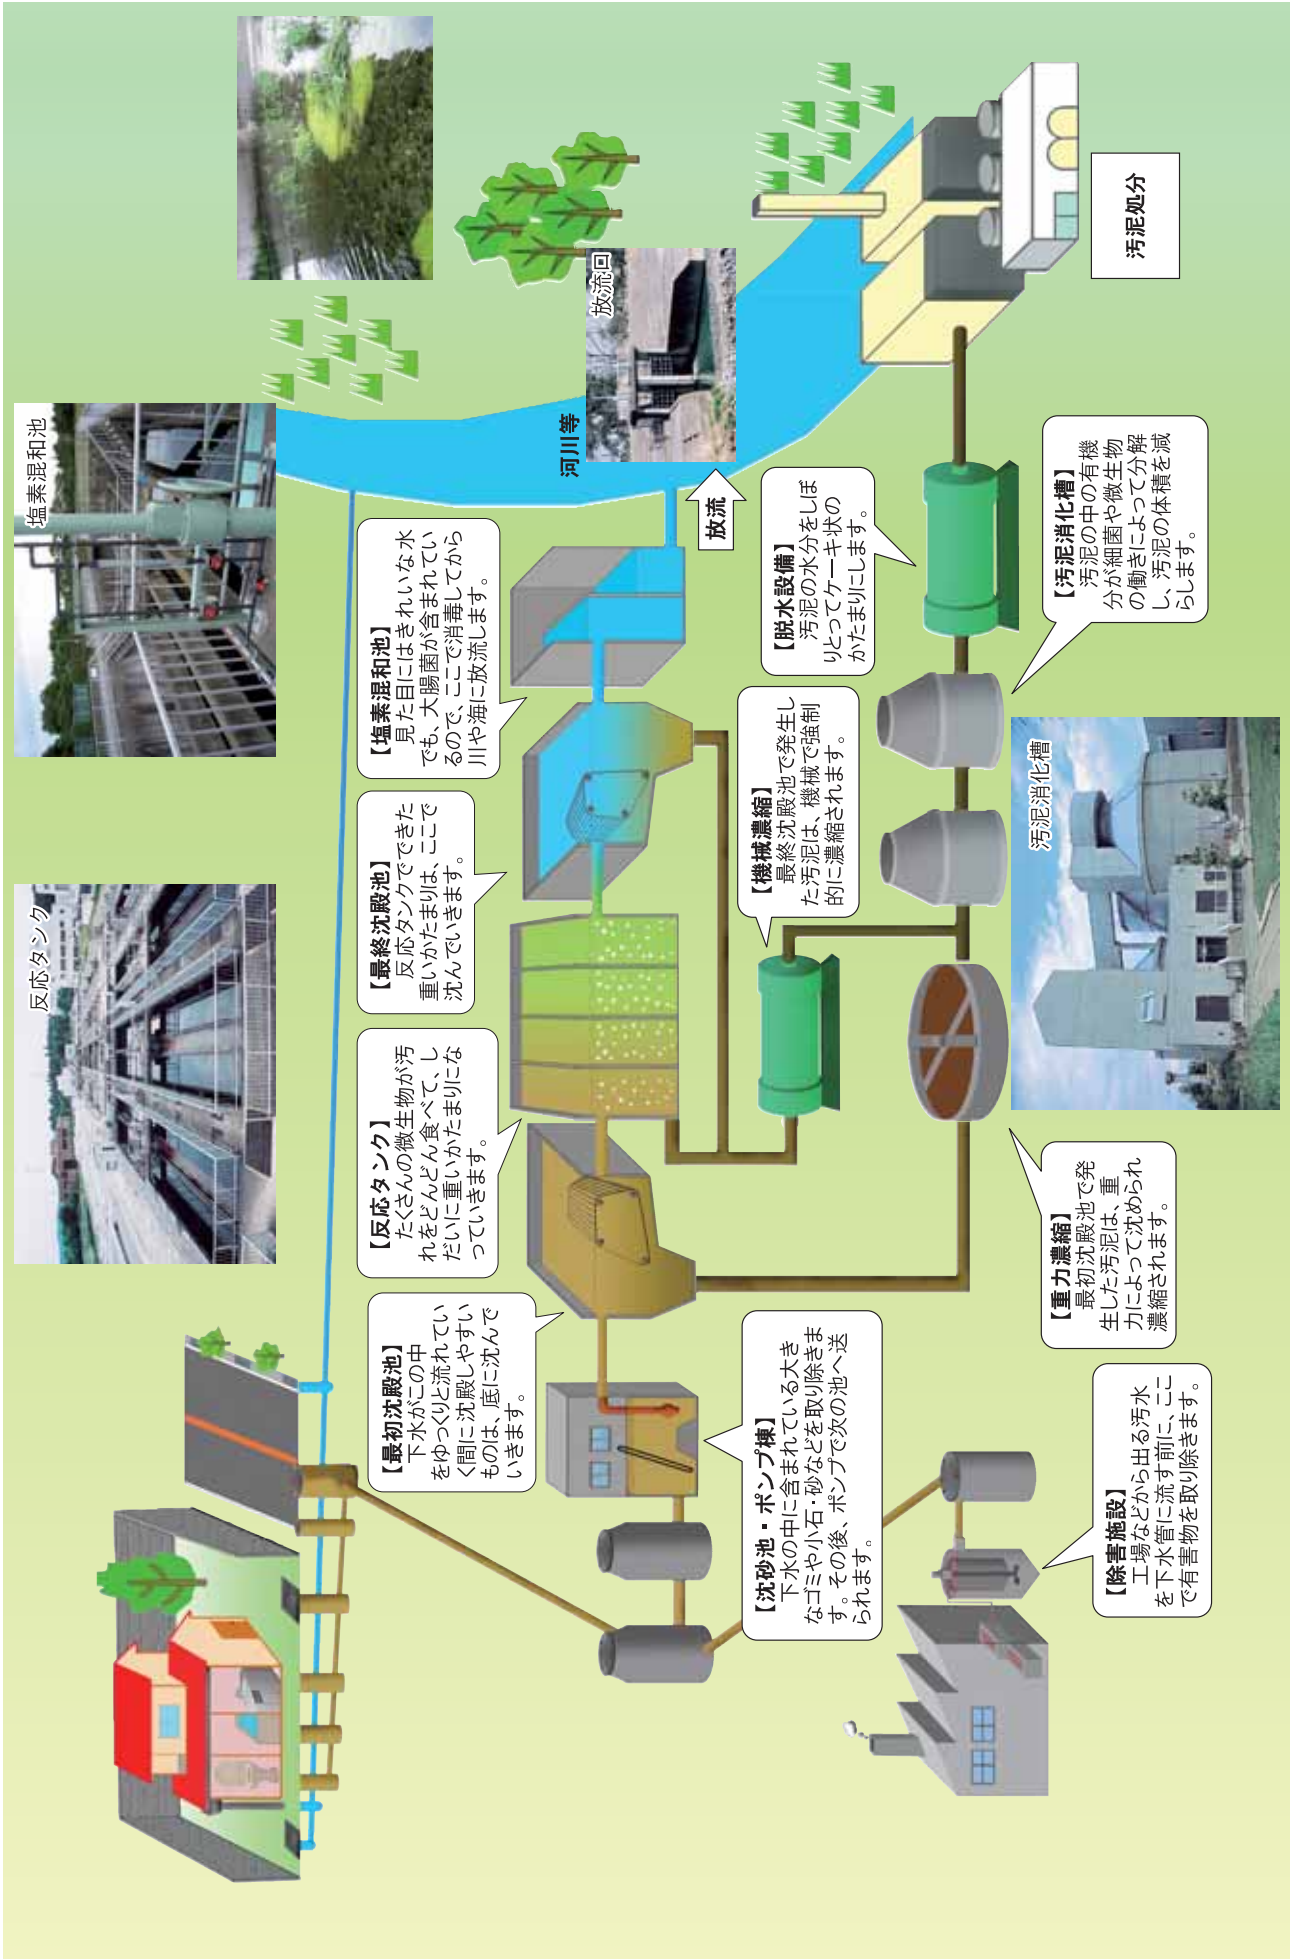 反応タンク
塩素混和池
【最初沈殿池】
下水がこの中
をゆっくりと流れてい
く間に沈殿しやすい
ものは、底に沈んで
いきます。
【反応タンク】
たくさんの微生物が汚
れをどんどん食べて、し
だいに重いかたまりにな
っていきます。
【最終沈殿池】
反応タンクでできた
重いかたまりは、ここで
沈んでいきます。
【塩素混和池】
見た目にはきれいな水
でも、大腸菌が含まれてい
るので、ここで消毒してから
川や海に放流します。
河川等
放流回
放流
【沈砂池・ポンプ棟】
下水の中に含まれている大き
なゴミや小石・砂などを取り除きま
す。その後、ポンプで次の池へ送
られます。
【機械濃縮】
最終沈殿池で発生し
た汚泥は、機械で強制
的に濃縮されます。
【脱水設備】
汚泥の水分をしぼ
りとってケーキ状の
かたまりにします。
【除害施設】
工場などから出る汚水
を下水管に流す前に、ここ
で有害物を取り除きます。
【重力濃縮】
最初沈殿池で発
生した汚泥は、重
力によって沈められ
濃縮されます。
汚泥消化槽
【汚泥消化槽】
汚泥の中の有機
分が細菌や微生物
の働きによって分解
し、汚泥の体積を減
らします。
汚泥処分